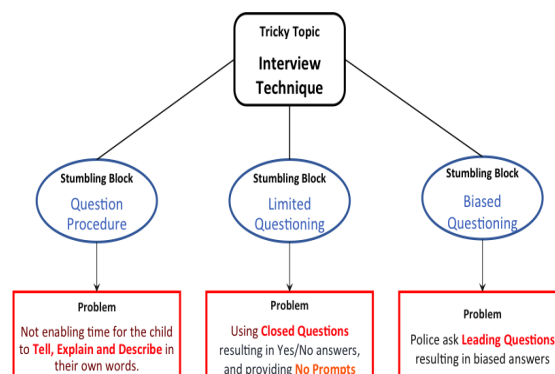 Tricky Topic
Interview
Technique
Stumbling Block
Question
Procedure
Stumbling Block
Limited
Questioning
Stumbling Block
Biased
Questioning
Problem
Not enabling time for the child
to Tell, Explain and Describe in
their own words.
Problem
Using Closed Questions
resulting in Yes/No answers,
and providing No Prompts
Problem
Police ask Leading Questions
resulting in biased answers